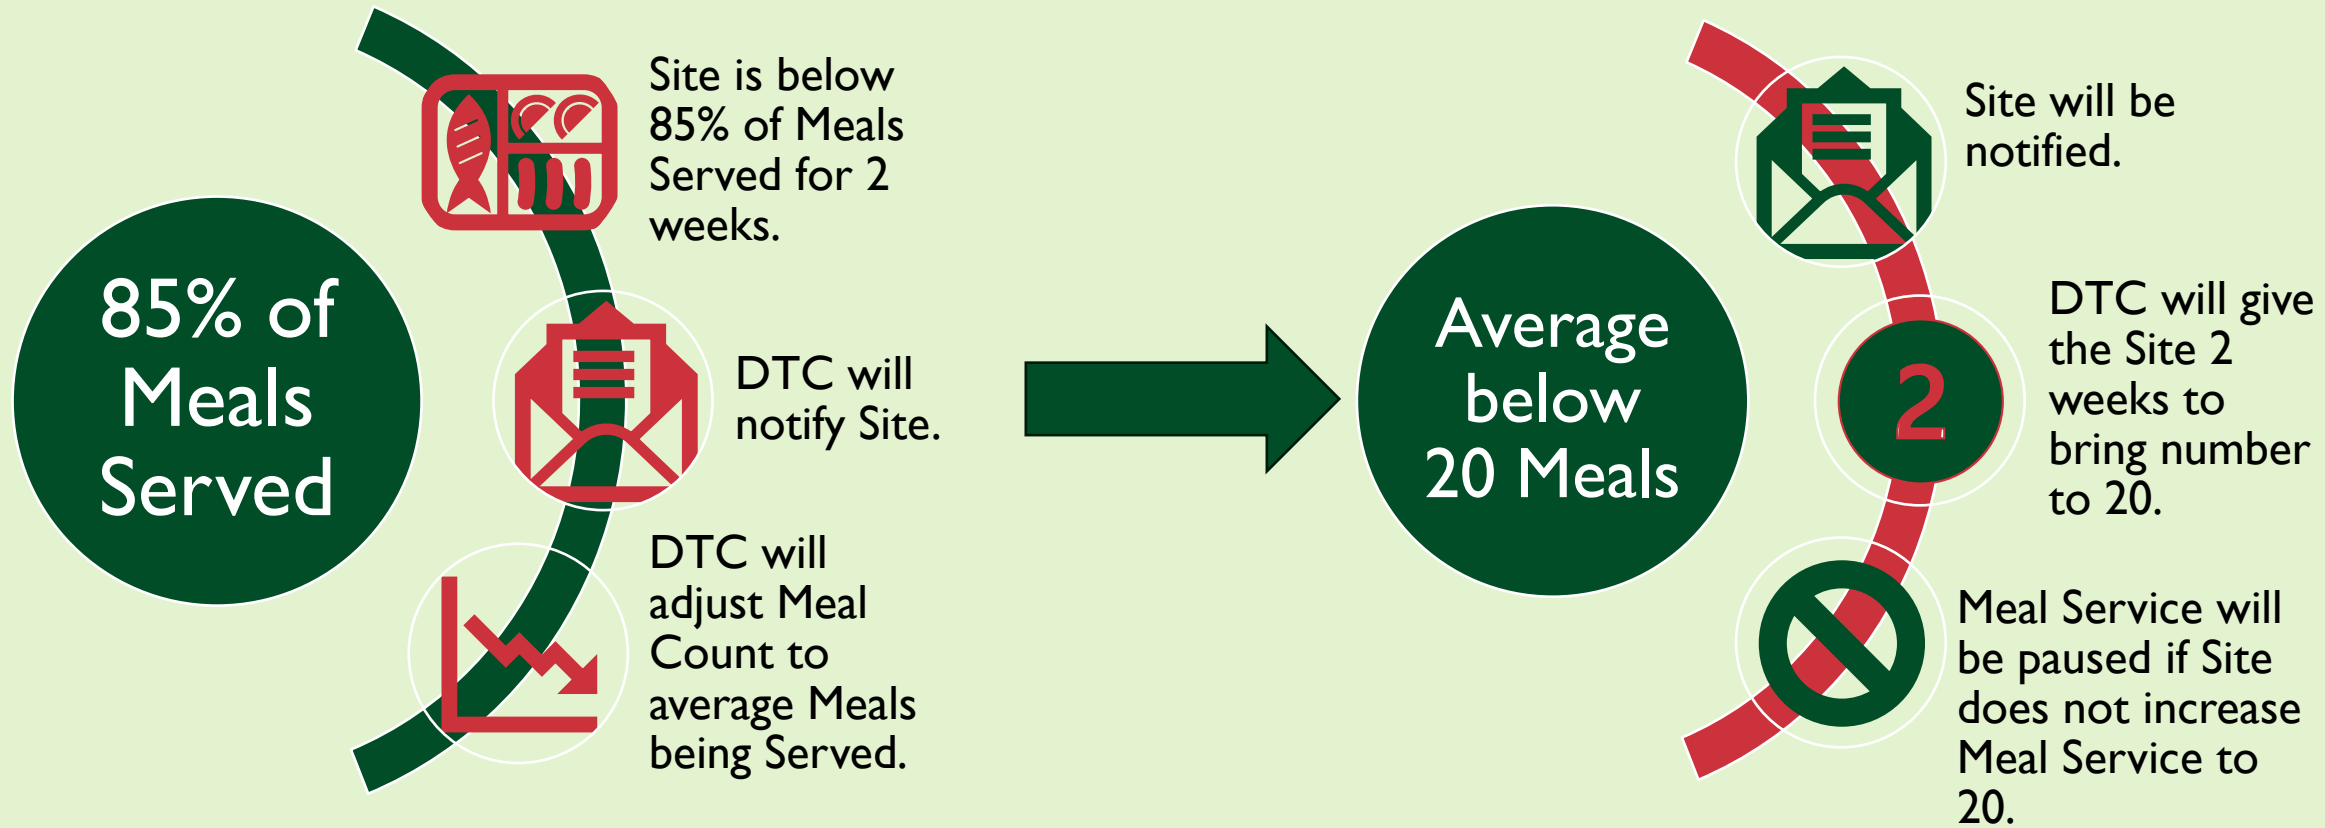 85% of
Meals
Served
Site is below
85% of Meals
Served for 2
weeks.
DTC will
notify Site.
DTC will
adjust Meal
Count to
average Meals
being Served.
Average
below
20 Meals
Site will be
notified.
DTC will give
the Site 2
weeks to
bring number
to 20.
2
Meal Service will
be paused if Site
does not increase
Meal Service to
20.